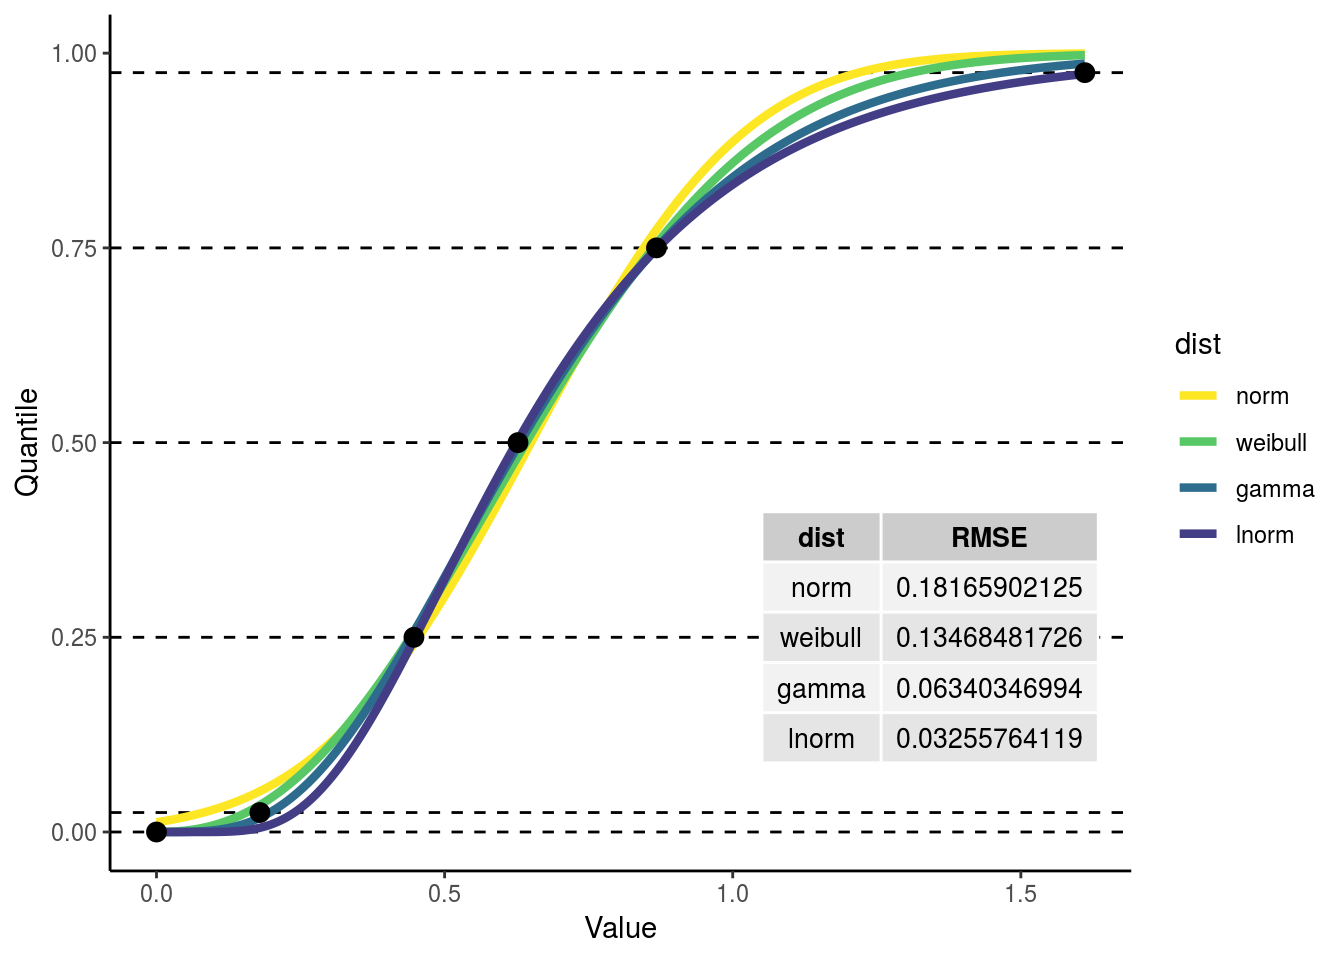 1.00
0.75
0.50
0.25
0.00
Quantile
0.0 0.5 1.0 1.5
Value
dist
norm
weibull
gamma
lnorm
dist RMSE
norm 0.18165902125
weibull 0.13468481726
gamma 0.06340346994
lnorm 0.03255764119